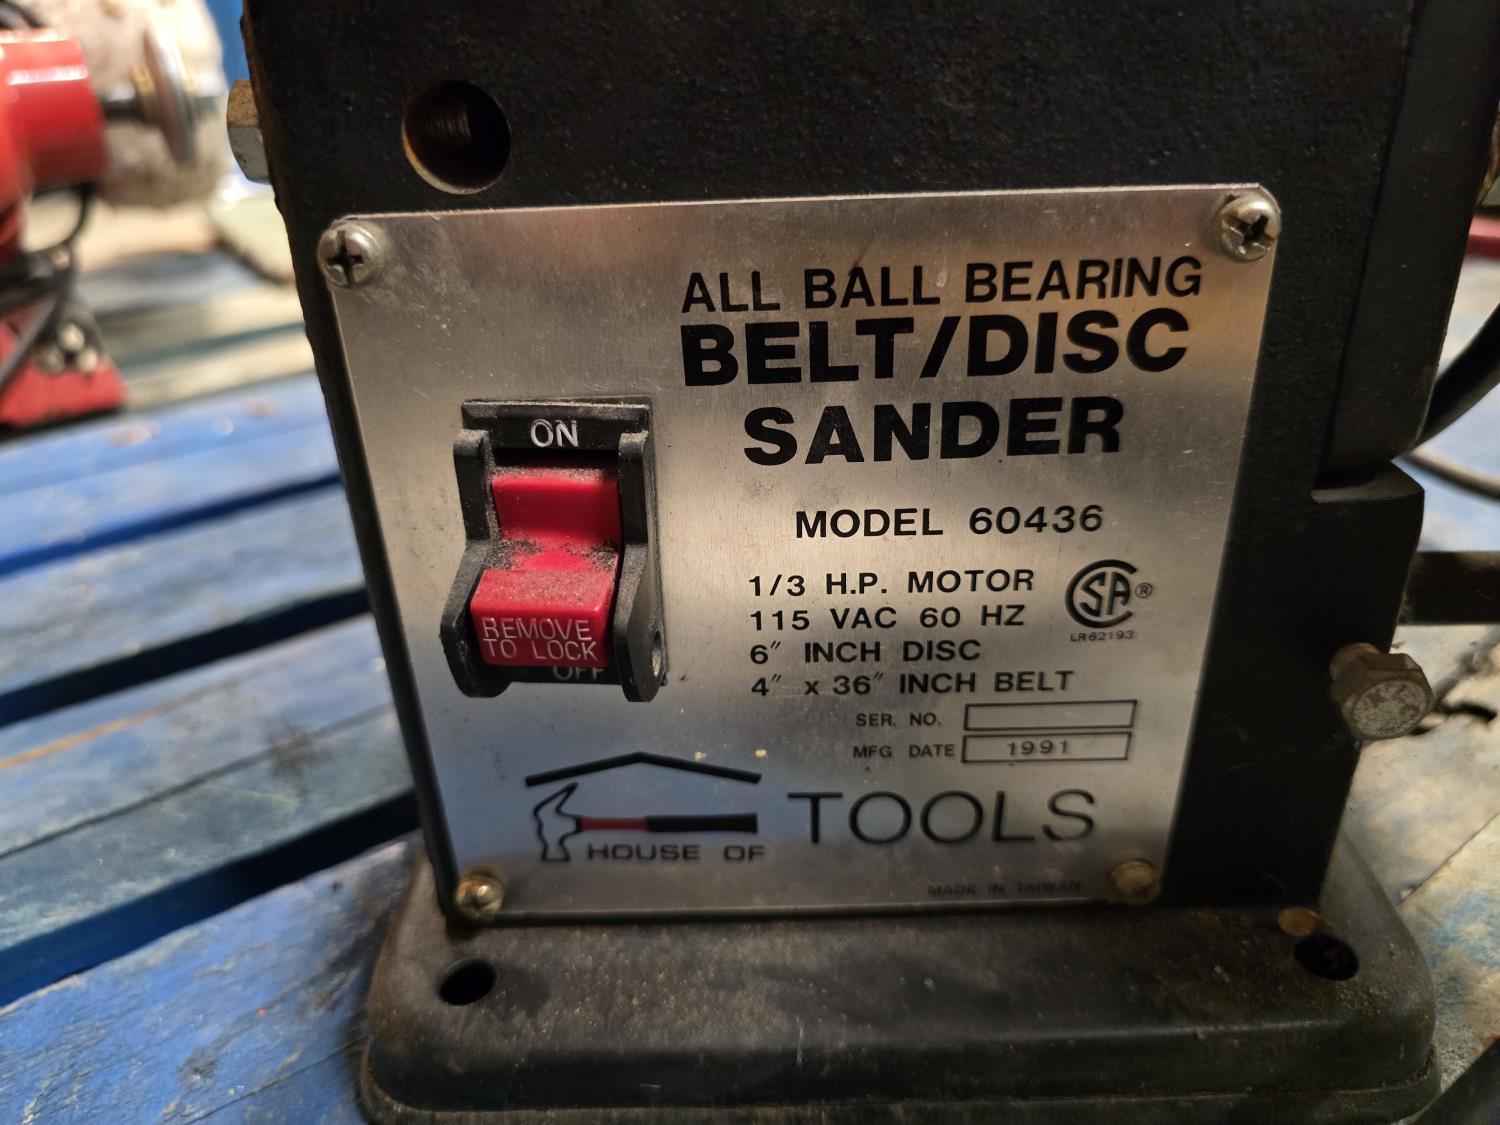 ALL BALL BEARING
BELT/DISC
SANDER
ON
REMOVE
TO LOCK
OFF
MODEL 60436
1/3 H.P. MOTOR
115 VAC 60 HZ
6″ INCH DISC
4″ x 36″ INCH BELT
SA®
LR62193
SER. NO.
MFG DATE 1991
HOUSE OF TOOLS
MADE IN TAIWAN